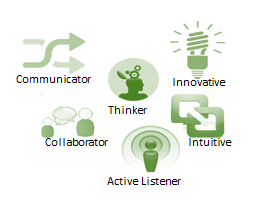 Communicator
Innovative
Thinker
Collaborator
Intuitive
Active Listener